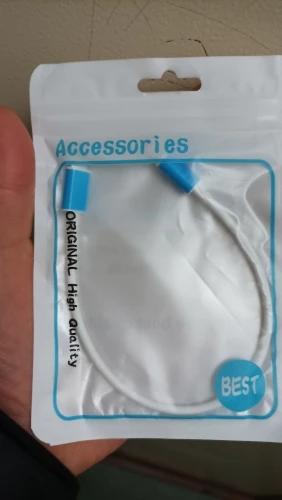 Accessories
ORIGINAL High Quality
BEST